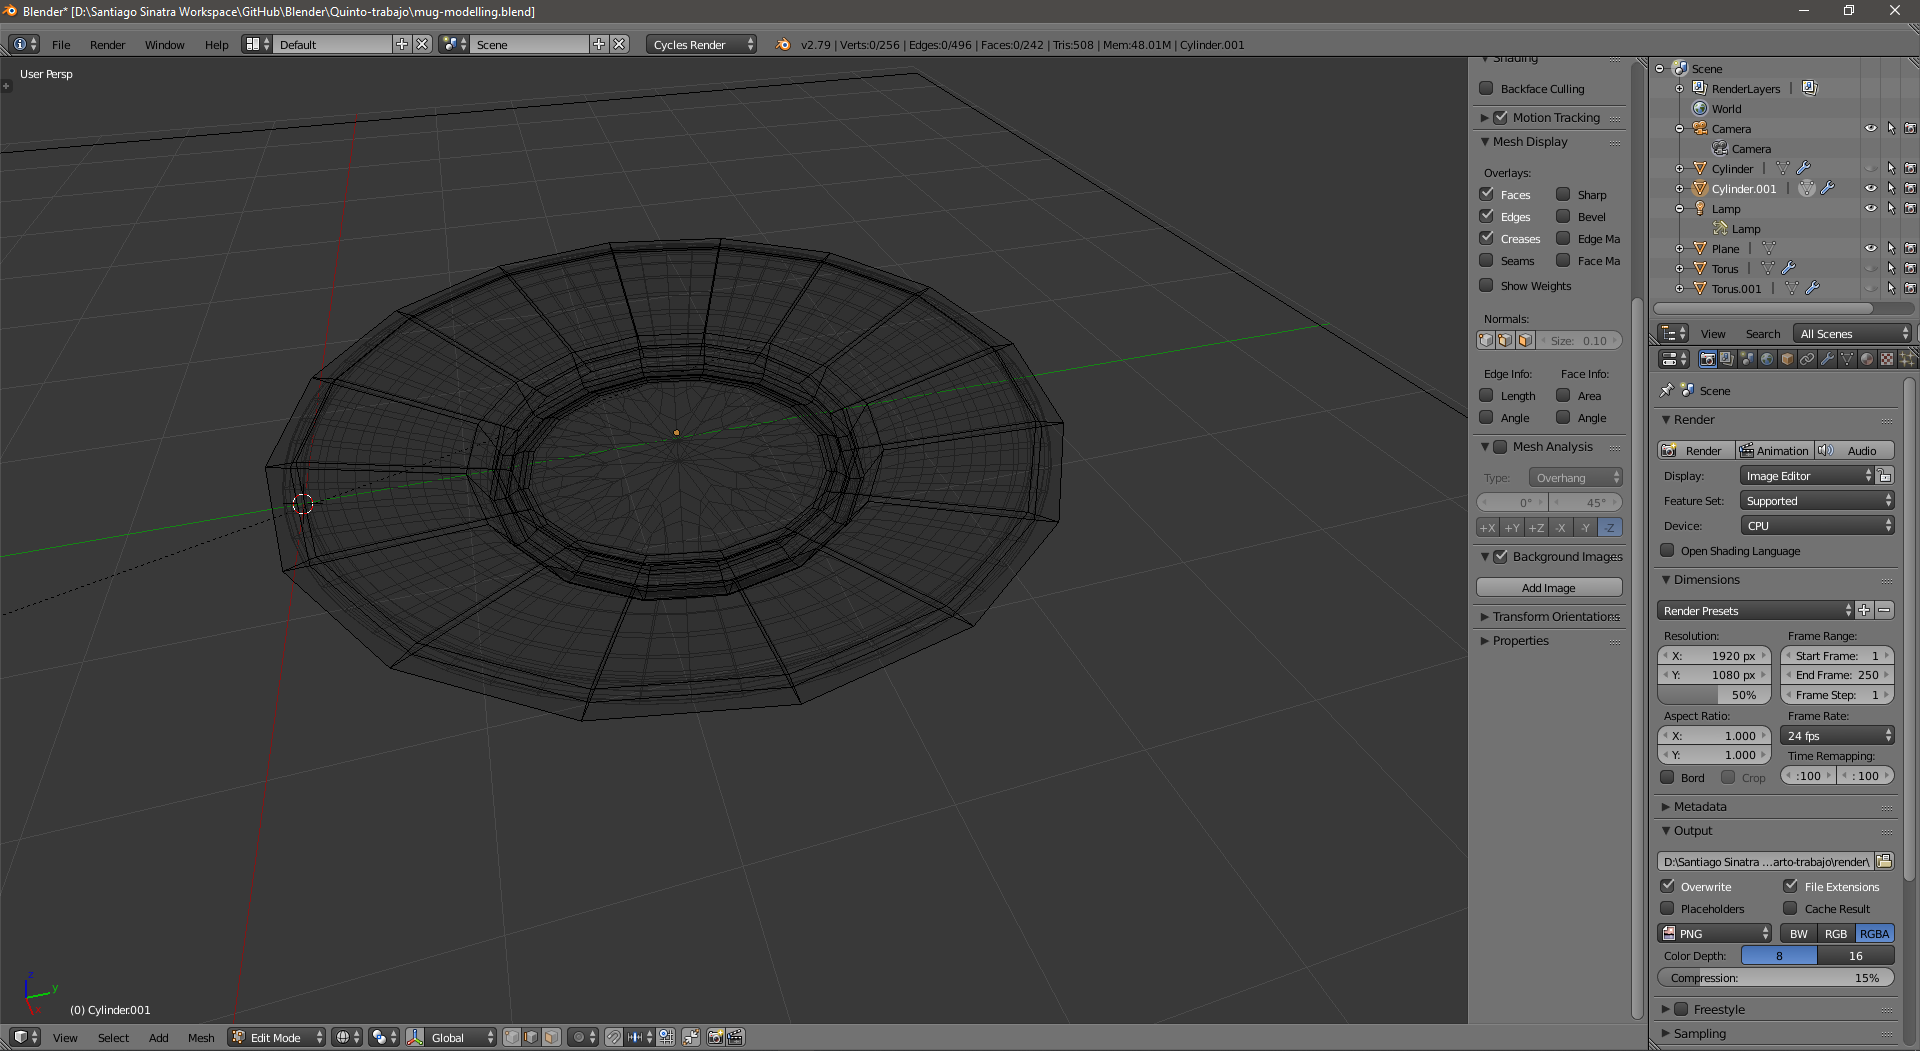 Blender* [D:\Santiago Sinatra Workspace\GitHub\Blender\Quinto-trabajo\mug-modelling.blend]
File Render Window Help Default Scene Cycles Render v2.79 | Verts:0/256 | Edges:0/496 | Faces:0/242 | Tris:508 | Mem:48.01M | Cylinder.001
User Persp
Shading
Backface Culling
Motion Tracking
Mesh Display
Overlays:
Faces Sharp
Edges Bevel
Creases Edge Ma
Seams Face Ma
Show Weights
Normals:
Size: 0.10
Edge Info: Face Info:
Length Area
Angle Angle
Mesh Analysis
Type: Overhang
0° 45°
+X +Y +Z -X -Y -Z
Background Images
Add Image
Transform Orientations
Properties
Scene
RenderLayers |
World
Camera
Camera
Cylinder |
Cylinder.001 |
Lamp
Lamp
Plane |
Torus |
Torus.001 |
View Search All Scenes
Scene
Render
Render Animation Audio
Display: Image Editor
Feature Set: Supported
Device: CPU
Open Shading Language
Dimensions
Render Presets
Resolution: Frame Range:
X: 1920 px Start Frame: 1
Y: 1080 px End Frame: 250
50% Frame Step: 1
Aspect Ratio: Frame Rate:
X: 1.000 24 fps
Y: 1.000 Time Remapping:
Bord Crop :100 : 100
Metadata
Output
D:\Santiago Sinatra ...arto-trabajo\render\
Overwrite File Extensions
Placeholders Cache Result
PNG BW RGB RGBA
Color Depth: 8 16
Compression: 15%
Freestyle
Sampling
z
y
x
(0) Cylinder.001
View Select Add Mesh Edit Mode Global